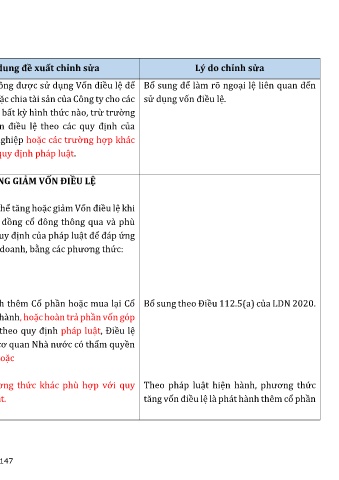 dung đề xuất chỉnh sửa
Lý do chỉnh sửa
ông được sử dụng Vốn điều lệ để
ặc chia tài sản của Công ty cho các
bất kỳ hình thức nào, trừ trường
n điều lệ theo các quy định của
ghiệp hoặc các trường hợp khác
quy định pháp luật.
Bổ sung để làm rõ ngoại lệ liên quan đến
sử dụng vốn điều lệ.
NG GIẢM VỐN ĐIỀU LỆ
hể tăng hoặc giảm Vốn điều lệ khi
đồng cổ đông thông qua và phù
uy định của pháp luật để đáp ứng
doanh, bằng các phương thức:
h thêm Cổ phần hoặc mua lại Cổ
hành, hoặc hoàn trả phần vốn góp
theo quy định pháp luật, Điều lệ
cơ quan Nhà nước có thẩm quyền
oặc
Bổ sung theo Điều 112.5(a) của LDN 2020.
ơng thức khác phù hợp với quy
t.
Theo pháp luật hiện hành, phương thức
tăng vốn điều lệ là phát hành thêm cổ phần
147